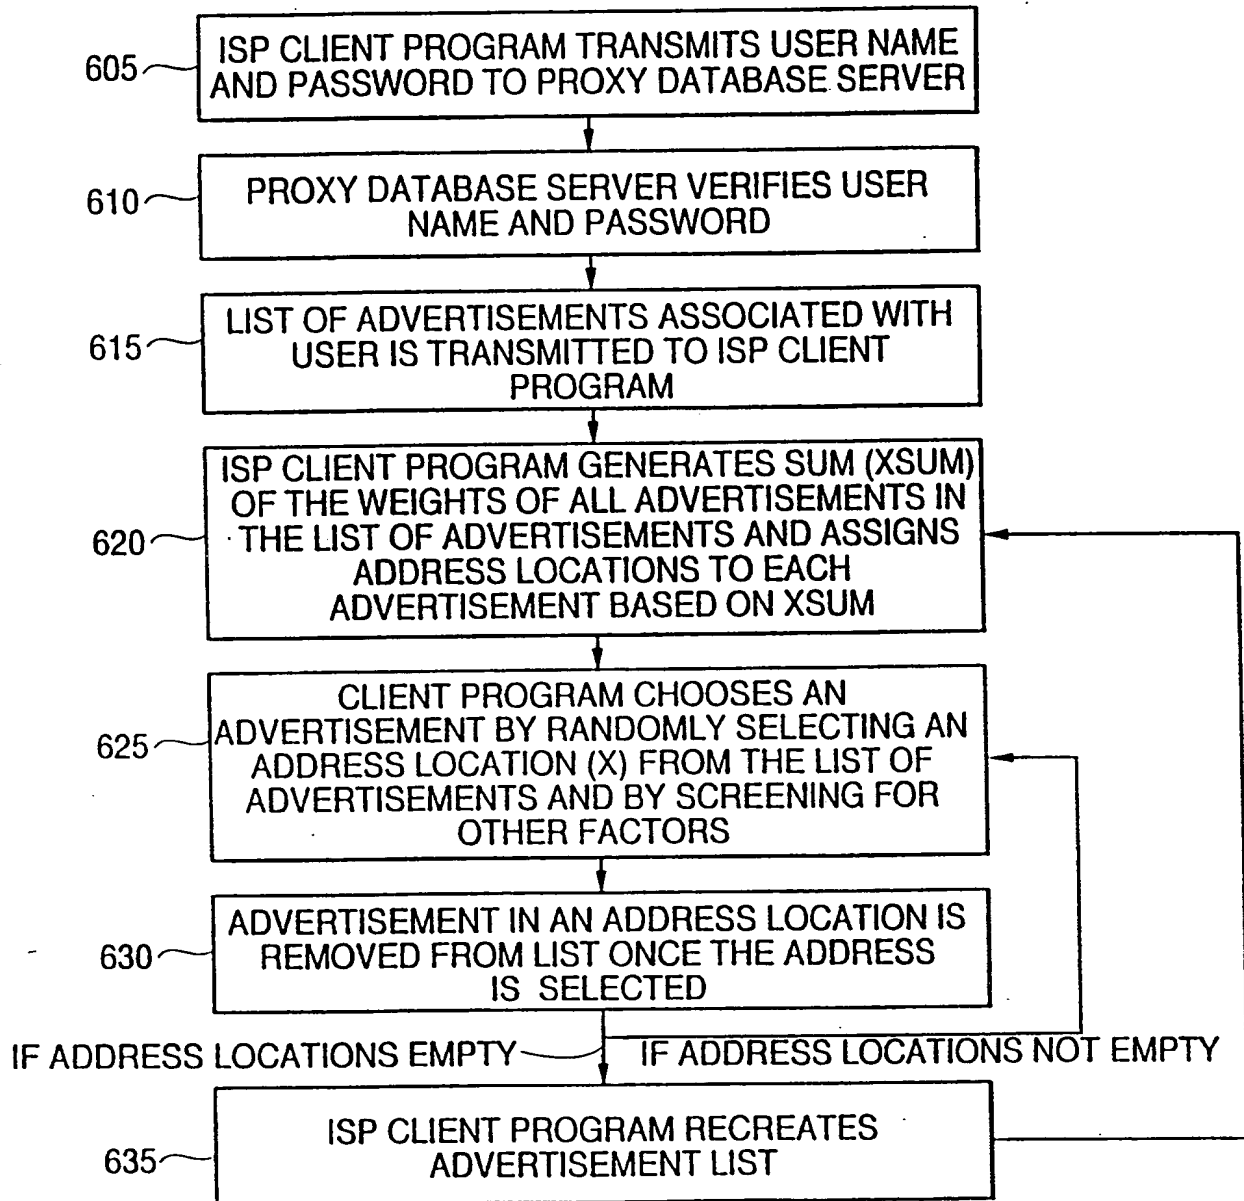 605
ISP CLIENT PROGRAM TRANSMITS USER NAME
AND PASSWORD TO PROXY DATABASE SERVER
610
PROXY DATABASE SERVER VERIFIES USER
NAME AND PASSWORD
615
LIST OF ADVERTISEMENTS ASSOCIATED WITH
USER IS TRANSMITTED TO ISP CLIENT
PROGRAM
620
ISP CLIENT PROGRAM GENERATES SUM (XSUM)
OF THE WEIGHTS OF ALL ADVERTISEMENTS IN
THE LIST OF ADVERTISEMENTS AND ASSIGNS
ADDRESS LOCATIONS TO EACH
ADVERTISEMENT BASED ON XSUM.
625
CLIENT PROGRAM CHOOSES AN
ADVERTISEMENT BY RANDOMLY SELECTING AN
ADDRESS LOCATION (X) FROM THE LIST OF
ADVERTISEMENTS AND BY SCREENING FOR
OTHER FACTORS
630
ADVERTISEMENT IN AN ADDRESS LOCATION IS
REMOVED FROM LIST ONCE THE ADDRESS
IS SELECTED
IF ADDRESS LOCATIONS EMPTY
IF ADDRESS LOCATIONS NOT EMPTY
635
ISP CLIENT PROGRAM RECREATES
ADVERTISEMENT LIST.